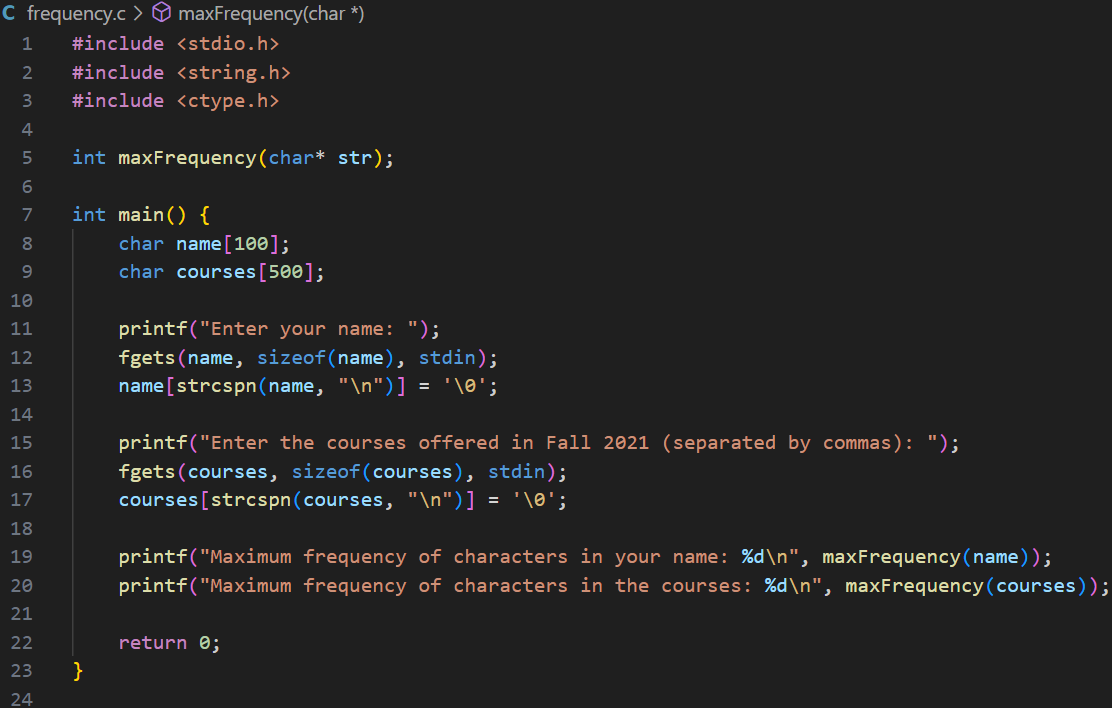 C frequency.c > maxFrequency(char *)
1 #include <stdio.h>
2 #include <string.h>
3 #include <ctype.h>
4
5 int maxFrequency(char* str);
6
7 int main() {
8     char name[100];
9     char courses[500];
10
11     printf("Enter your name: ");
12     fgets(name, sizeof(name), stdin);
13     name[strcspn(name, "\n")] = '\0';
14
15     printf("Enter the courses offered in Fall 2021 (separated by commas): ");
16     fgets(courses, sizeof(courses), stdin);
17     courses[strcspn(courses, "\n")] = '\0';
18
19     printf("Maximum frequency of characters in your name: %d\n", maxFrequency(name));
20     printf("Maximum frequency of characters in the courses: %d\n", maxFrequency(courses));
21
22     return 0;
23 }
24